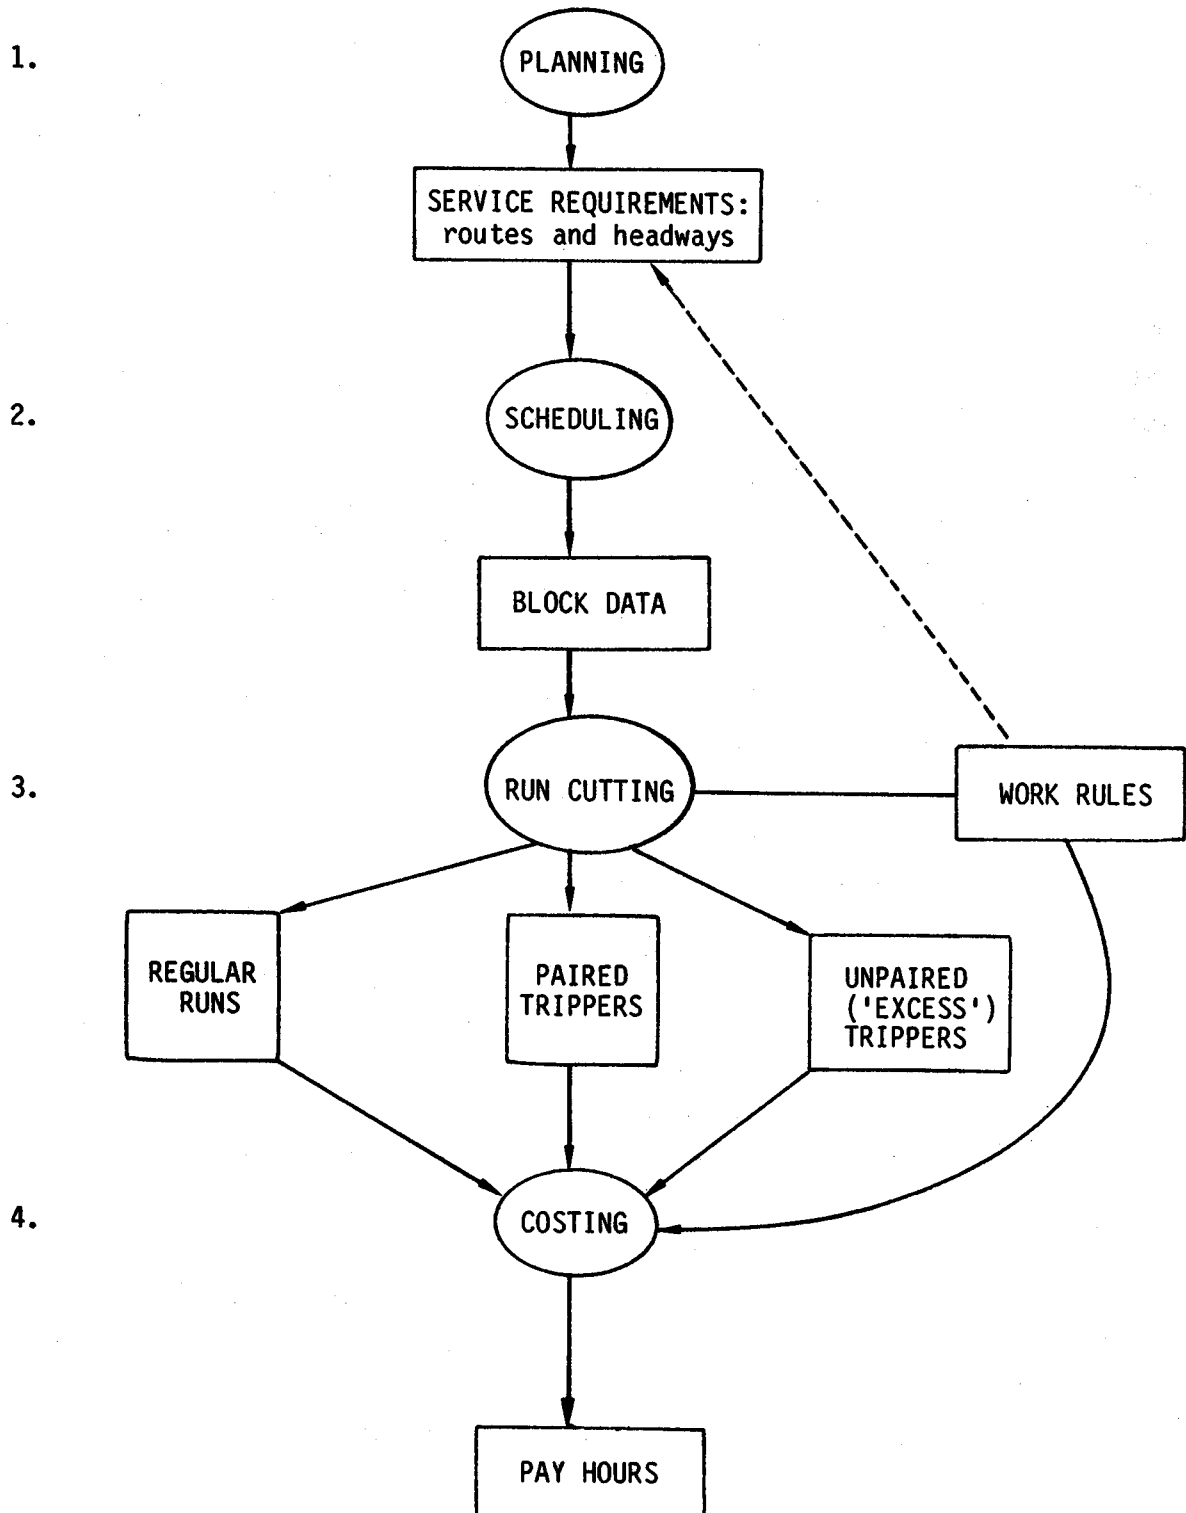 1.
PLANNING
SERVICE REQUIREMENTS:
routes and headways
2.
SCHEDULING
BLOCK DATA
3.
RUN CUTTING
WORK RULES
REGULAR
RUNS
PAIRED
TRIPPERS
UNPAIRED
('EXCESS')
TRIPPERS
4.
COSTING
PAY HOURS